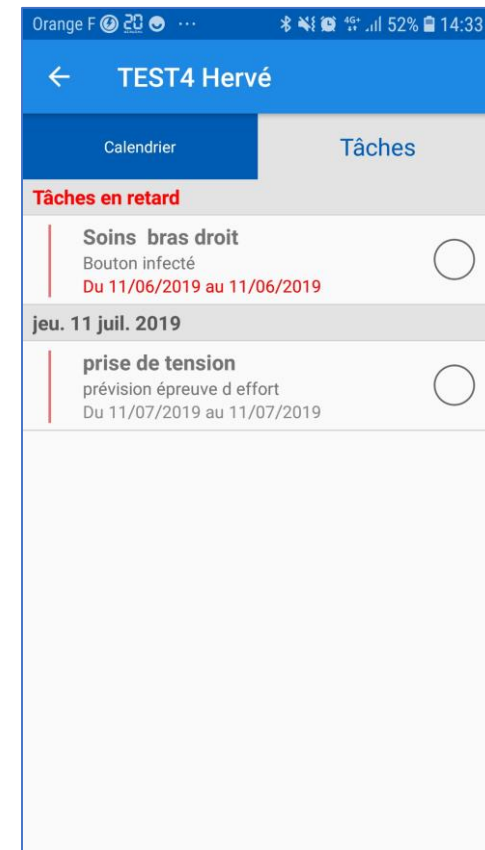 Orange F 20 ··· 4G+ 52% 14:33
← TEST4 Hervé
Calendrier Tâches
Tâches en retard
Soins bras droit
Bouton infecté
Du 11/06/2019 au 11/06/2019
jeu. 11 juil. 2019
prise de tension
prévision épreuve d effort
Du 11/07/2019 au 11/07/2019